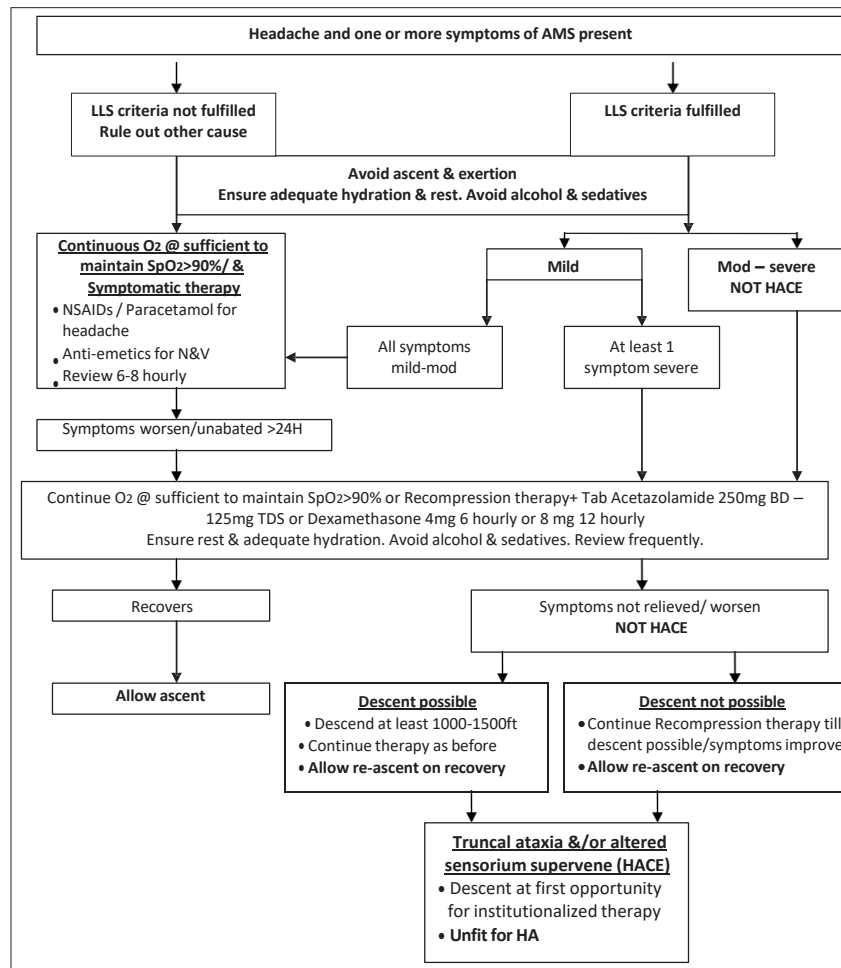 Headache and one or more symptoms of AMS present
LLS criteria not fulfilled
Rule out other cause
LLS criteria fulfilled
Avoid ascent & exertion
Ensure adequate hydration & rest. Avoid alcohol & sedatives
Continuous O2 @ sufficient to
maintain SpO2>90%/ &
Symptomatic therapy
• NSAIDs / Paracetamol for
headache
• Anti-emetics for N&V
• Review 6-8 hourly
Mild
Mod – severe
NOT HACE
All symptoms
mild-mod
At least 1
symptom severe
Symptoms worsen/unabated >24H
Continue O2 @ sufficient to maintain SpO2>90% or Recompression therapy+ Tab Acetazolamide 250mg BD –
125mg TDS or Dexamethasone 4mg 6 hourly or 8 mg 12 hourly
Ensure rest & adequate hydration. Avoid alcohol & sedatives. Review frequently.
Recovers
Symptoms not relieved/ worsen
NOT HACE
Allow ascent
Descent possible
• Descend at least 1000-1500ft
• Continue therapy as before
• Allow re-ascent on recovery
Descent not possible
• Continue Recompression therapy till
descent possible/symptoms improve
• Allow re-ascent on recovery
Truncal ataxia &/or altered
sensorium supervene (HACE)
• Descent at first opportunity
for institutionalized therapy
• Unfit for HA